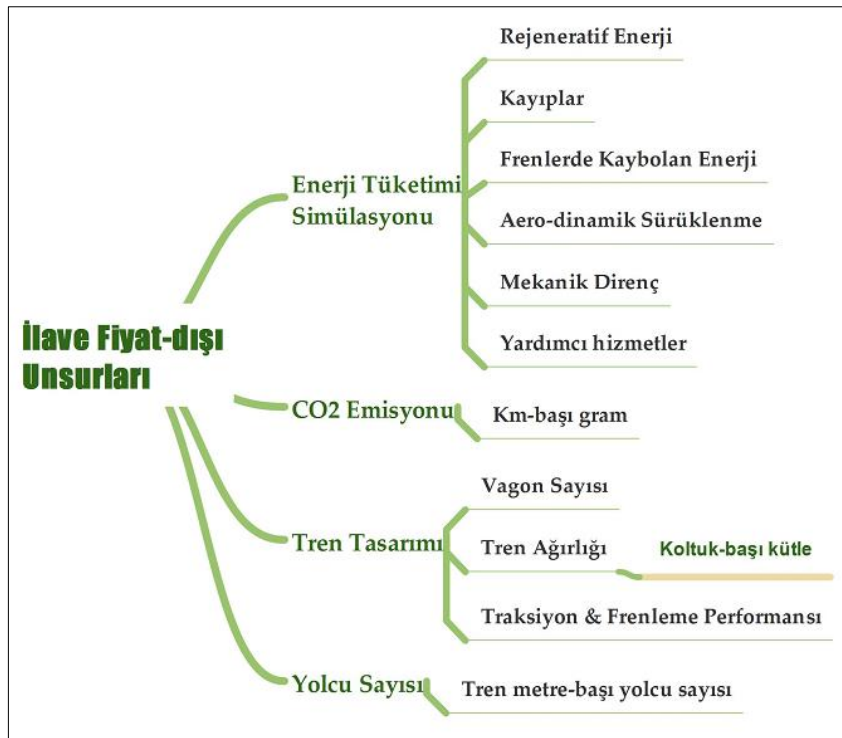 İlave Fiyat-dışı
Unsurları
Enerji Tüketimi
Simülasyonu
Rejeneratif Enerji
Kayıplar
Frenlerde Kaybolan Enerji
Aero-dinamik Sürüklenme
Mekanik Direnç
Yardımcı hizmetler
CO2 Emisyonu
Km-başı gram
Tren Tasarımı
Vagon Sayısı
Tren Ağırlığı
Koltuk-başı kütle
Traksiyon & Frenleme Performansı
Yolcu Sayısı
Tren metre-başı yolcu sayısı